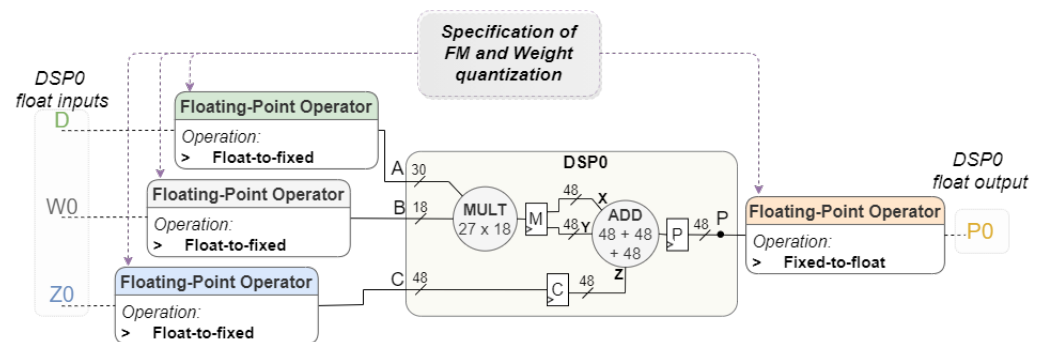 Specification of
FM and Weight
quantization
DSP0
float inputs
D
Floating-Point Operator
Operation:
> Float-to-fixed
W0
Floating-Point Operator
Operation:
> Float-to-fixed
Z0
Floating-Point Operator
Operation:
> Float-to-fixed
DSP0
A 30
B 18
C 48
MULT
27 x 18
M
48 X
48 Y
ADD
48 + 48
+ 48
Z
C
48
P
48 P
Floating-Point Operator
Operation:
> Fixed-to-float
DSP0
float output
P0